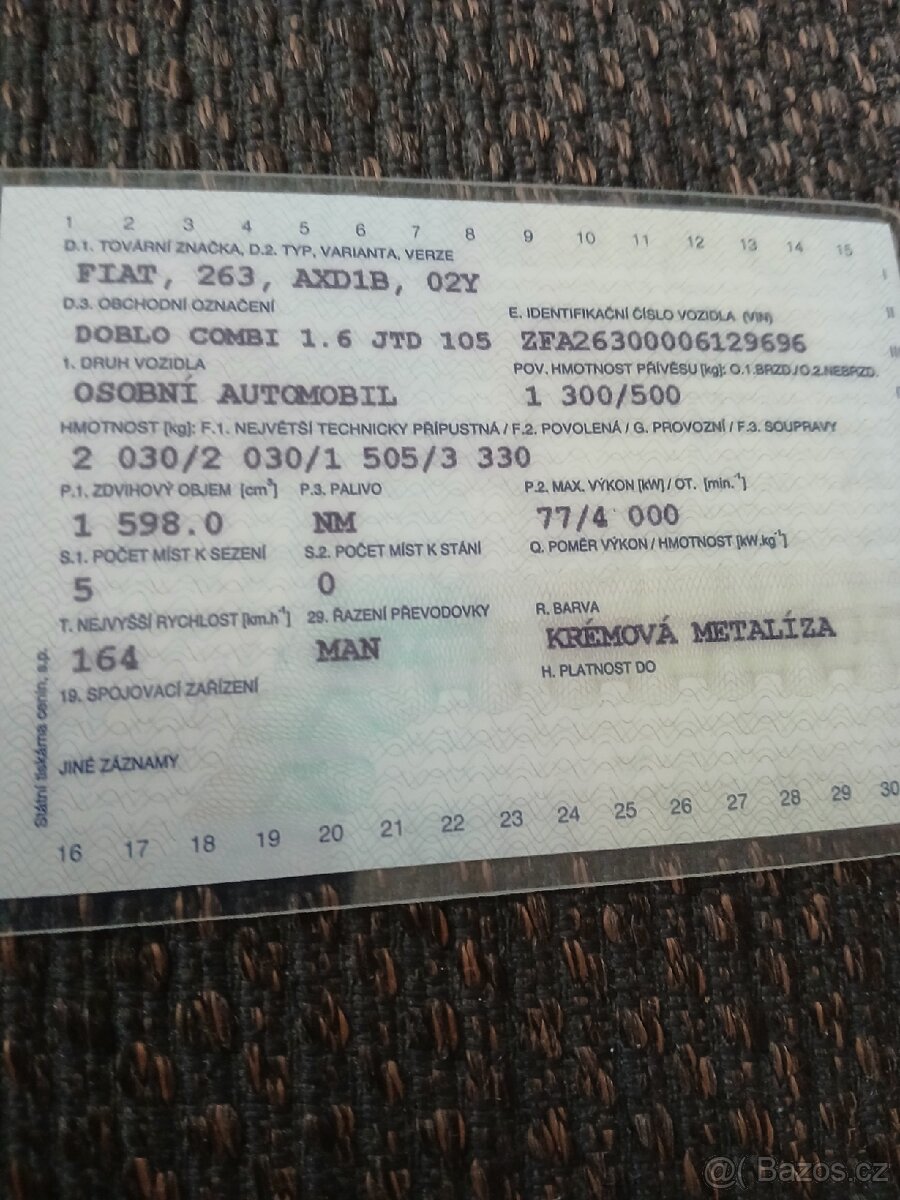 1 2 3 4 5 6 7 8 9 10 11 12 13 14 15
D.1. TOVÁRNÍ ZNAČKA, D.2. TYP, VARIANTA, VERZE
FIAT, 263, AXD1B, 02Y
D.3. OBCHODNÍ OZNAČENÍ E. IDENTIFIKAČNÍ ČÍSLO VOZIDLA (VIN)
DOBLO COMBI 1.6 JTD 105 ZFA26300006129696
1. DRUH VOZIDLA POV. HMOTNOST PŘÍVĚSU [kg]: O.1.BRZD./O.2.NEBRZD.
OSOBNÍ AUTOMOBIL 1 300/500
HMOTNOST [kg]: F.1. NEJVĚTŠÍ TECHNICKY PŘÍPUSTNÁ / F.2. POVOLENÁ / G. PROVOZNÍ / F.3. SOUPRAVY
2 030/2 030/1 505/3 330
P.1. ZDVIHOVÝ OBJEM [cm³] P.3. PALIVO P.2. MAX. VÝKON [kW] / OT. [min.⁻¹]
1 598.0 NM 77/4 000
S.1. POČET MÍST K SEZENÍ S.2. POČET MÍST K STÁNÍ Q. POMĚR VÝKON / HMOTNOST [kW.kg⁻¹]
5 0
T. NEJVYŠŠÍ RYCHLOST [km.h⁻¹] 29. ŘAZENÍ PŘEVODOVKY R. BARVA
164 MAN KRÉMOVÁ METALÍZA
19. SPOJOVACÍ ZAŘÍZENÍ H. PLATNOST DO
JINÉ ZÁZNAMY
Státní tiskárna cenin, s.p.
16 17 18 19 20 21 22 23 24 25 26 27 28 29 30
@( Bazos.cz